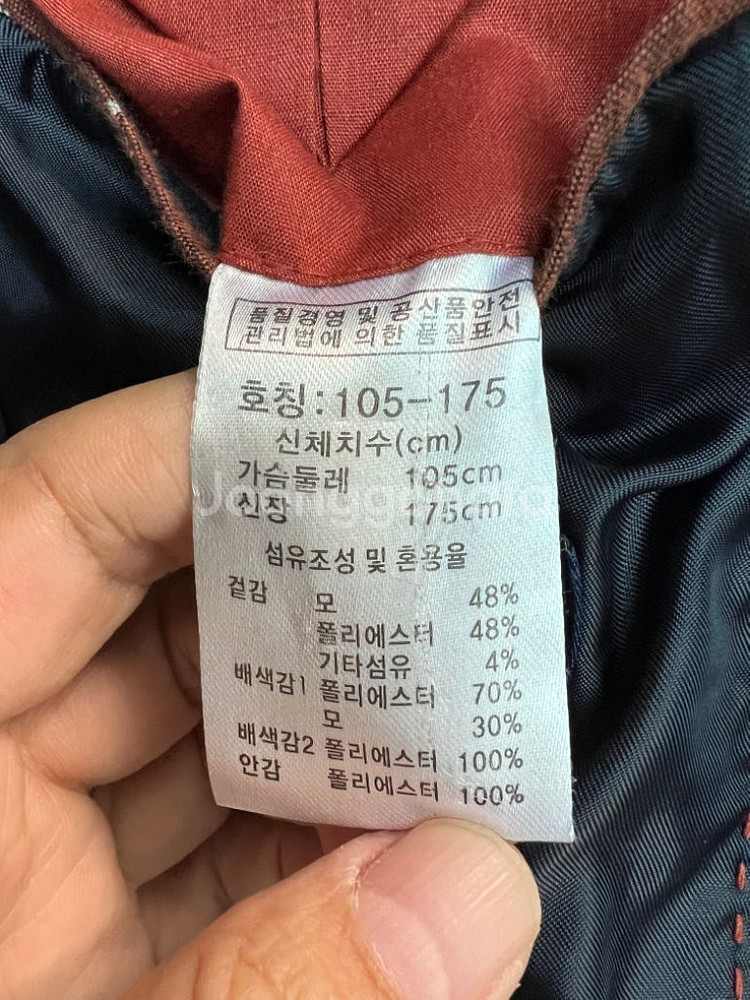 품질경영 및 공산품안전
관리법에 의한 품질표시
호칭:105-175
신체치수(cm)
가슴둘레 105cm
신장 175cm
섬유조성 및 혼용율
겉감 모 48%
폴리에스터 48%
기타섬유 4%
배색감1 폴리에스터 70%
모 30%
배색감2 폴리에스터 100%
안감 폴리에스터 100%